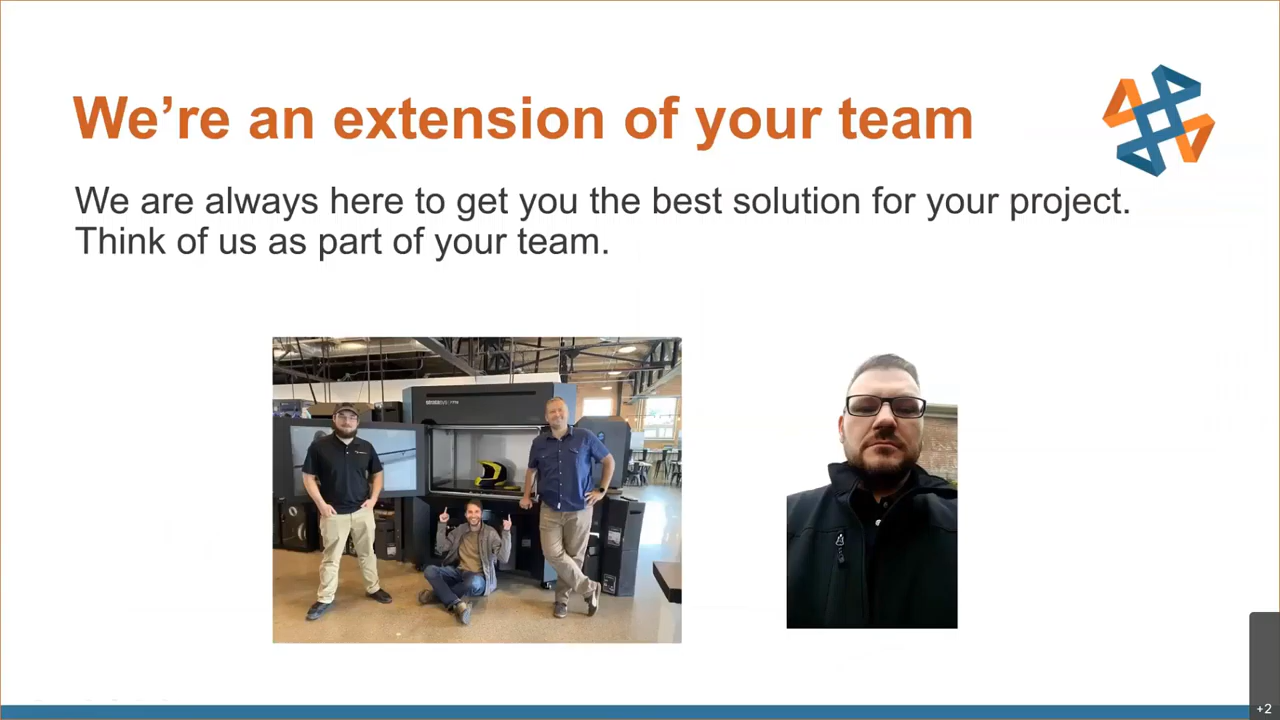 We're an extension of your team
We are always here to get you the best solution for your project.
Think of us as part of your team.
+2